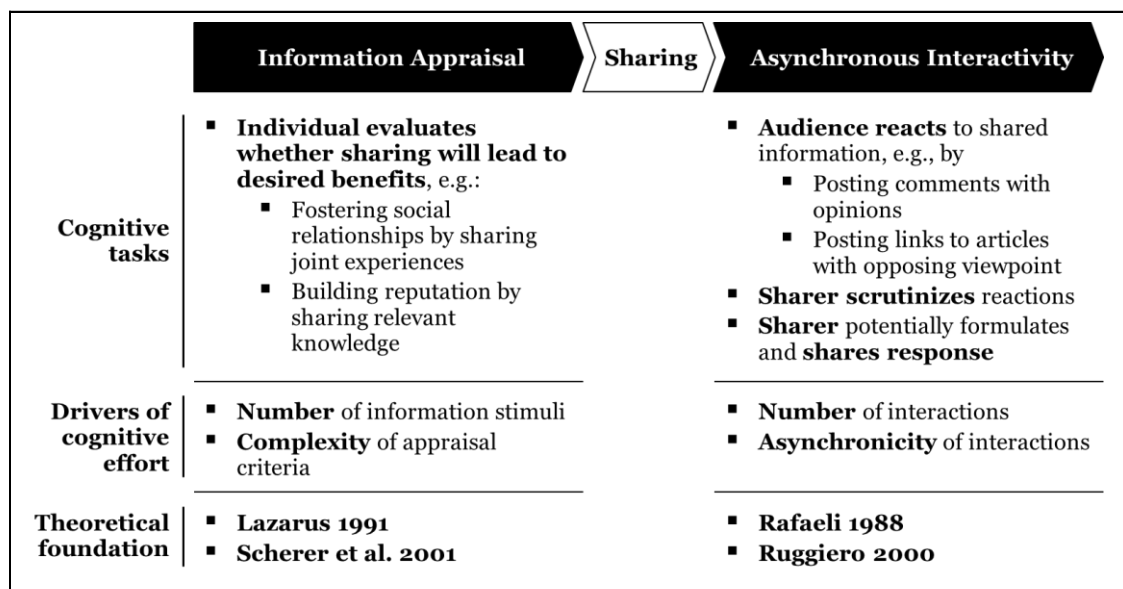 Information Appraisal
Sharing
Asynchronous Interactivity
Cognitive
tasks
▪ Individual evaluates
whether sharing will lead to
desired benefits, e.g.:
▪ Fostering social
relationships by sharing
joint experiences
▪ Building reputation by
sharing relevant
knowledge
▪ Audience reacts to shared
information, e.g., by
▪ Posting comments with
opinions
▪ Posting links to articles
with opposing viewpoint
▪ Sharer scrutinizes reactions
▪ Sharer potentially formulates
and shares response
Drivers of
cognitive
effort
▪ Number of information stimuli
▪ Complexity of appraisal
criteria
▪ Number of interactions
▪ Asynchronicity of interactions
Theoretical
foundation
▪ Lazarus 1991
▪ Scherer et al. 2001
▪ Rafaeli 1988
▪ Ruggiero 2000